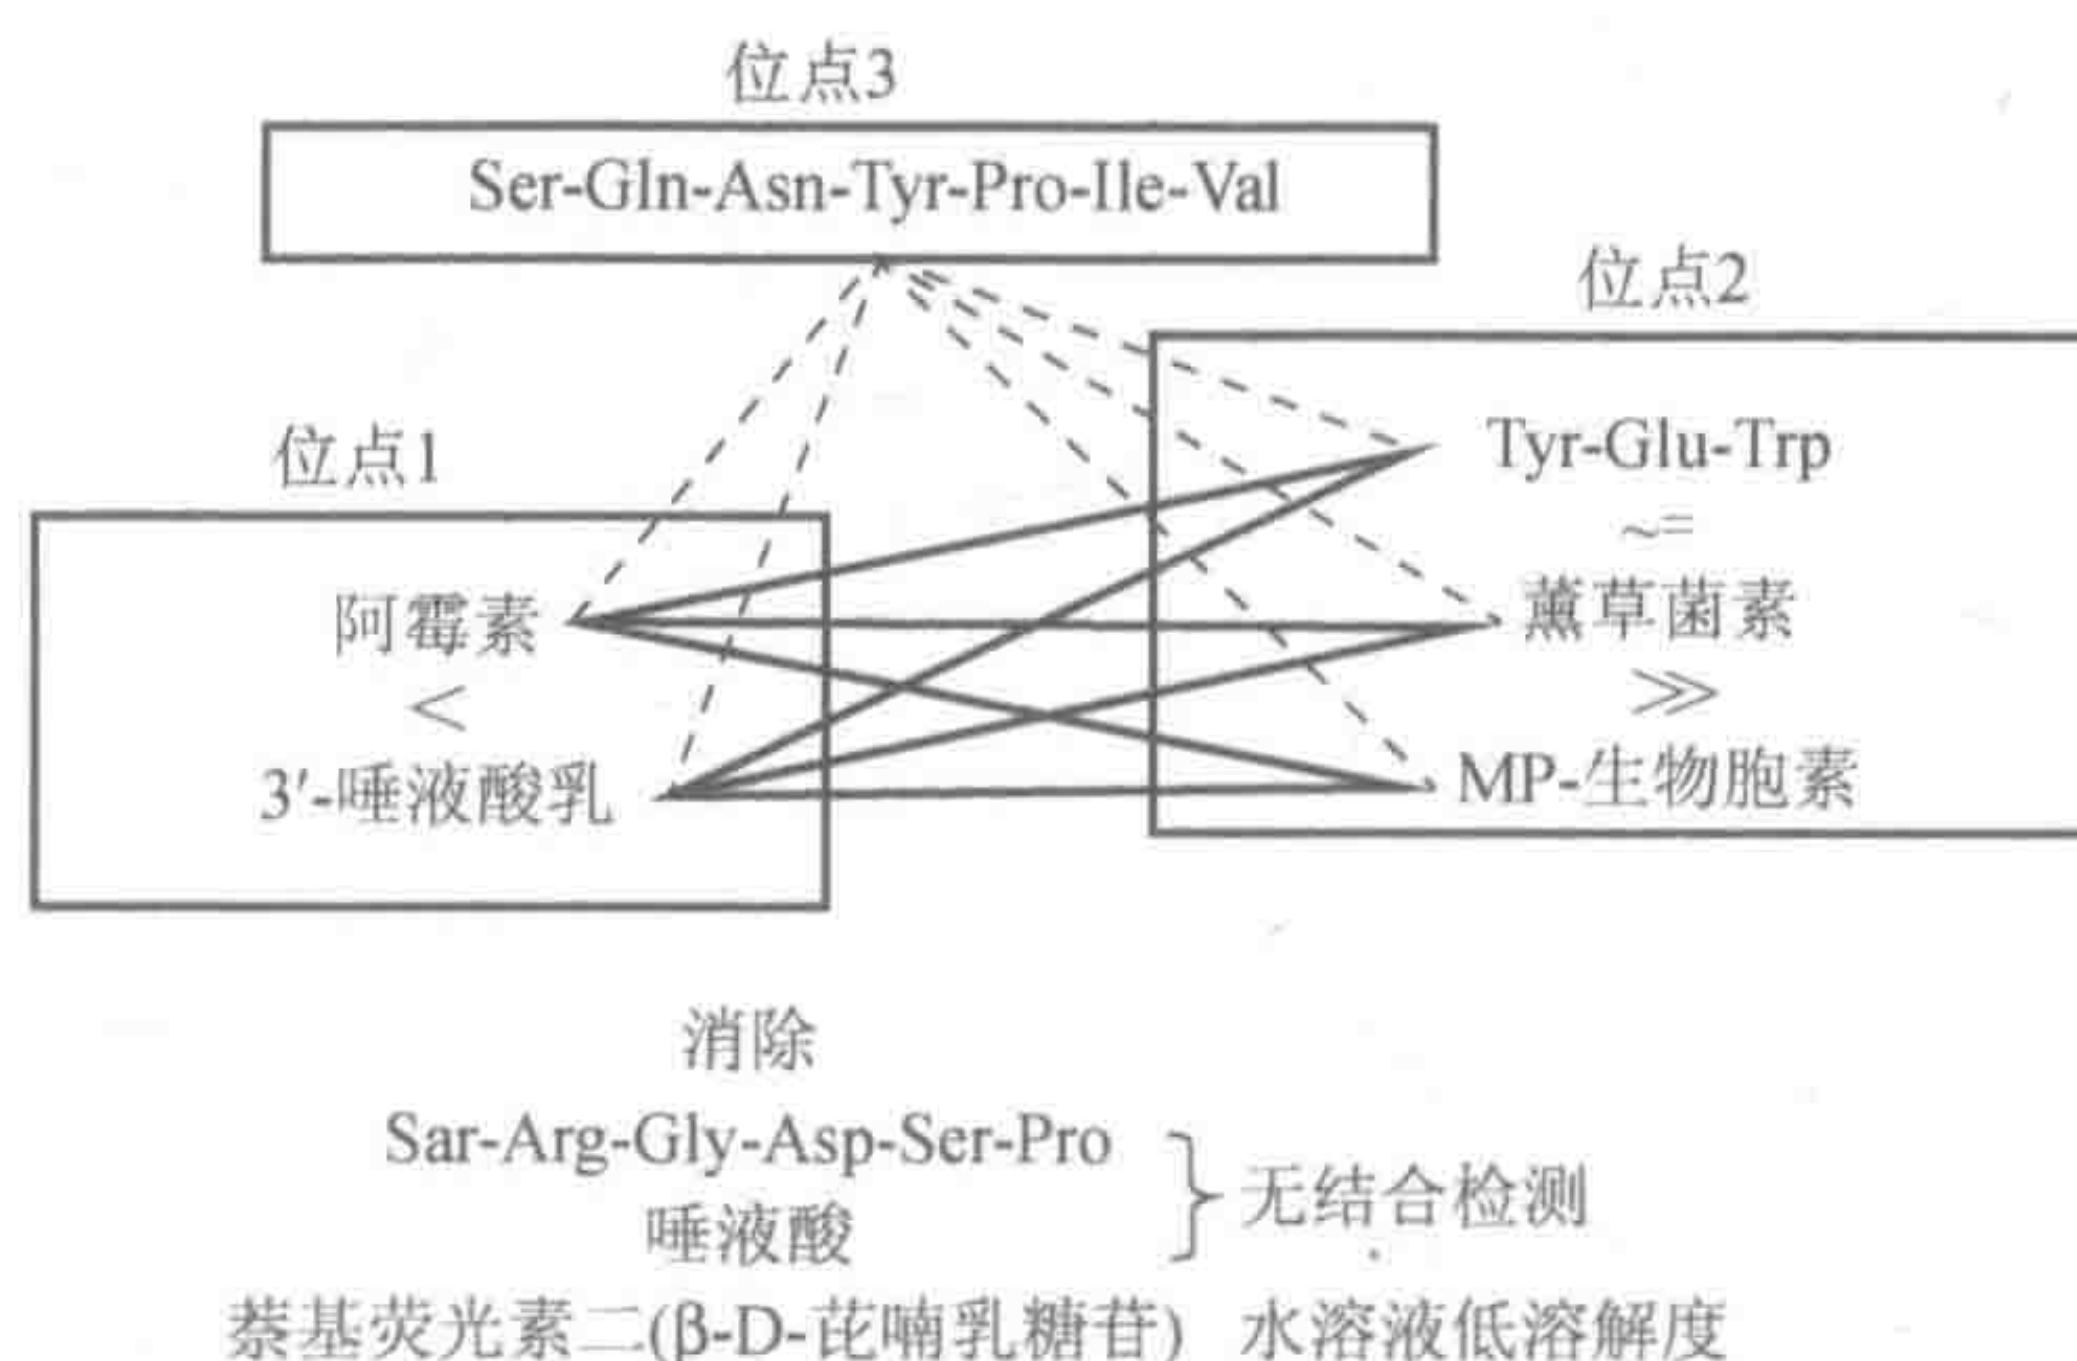 位点3
Ser-Gln-Asn-Tyr-Pro-Ile-Val
位点2
Tyr-Glu-Trp
~=
薰草菌素
≫
MP-生物胞素
位点1
阿霉素
<
3′-唾液酸乳
消除
Sar-Arg-Gly-Asp-Ser-Pro
唾液酸
无结合检测
萘基荧光素二(β-D-芘喃乳糖苷) 水溶液低溶解度